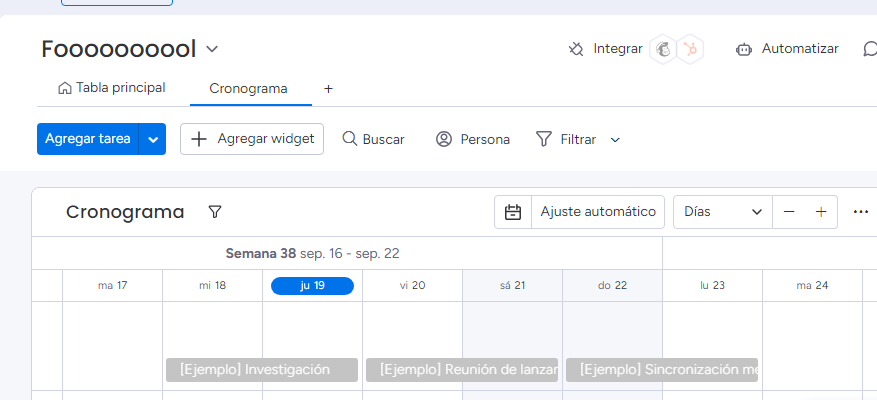 Foooooooool
Integrar
Automatizar
Tabla principal
Cronograma
+
Agregar tarea
Agregar widget
Buscar
Persona
Filtrar
Cronograma
Ajuste automático
Días
Semana 38 sep. 16 - sep. 22
ma 17
mi 18
ju 19
vi 20
sá 21
do 22
lu 23
ma 24
[Ejemplo] Investigación
[Ejemplo] Reunión de lanzar
[Ejemplo] Sincronización me